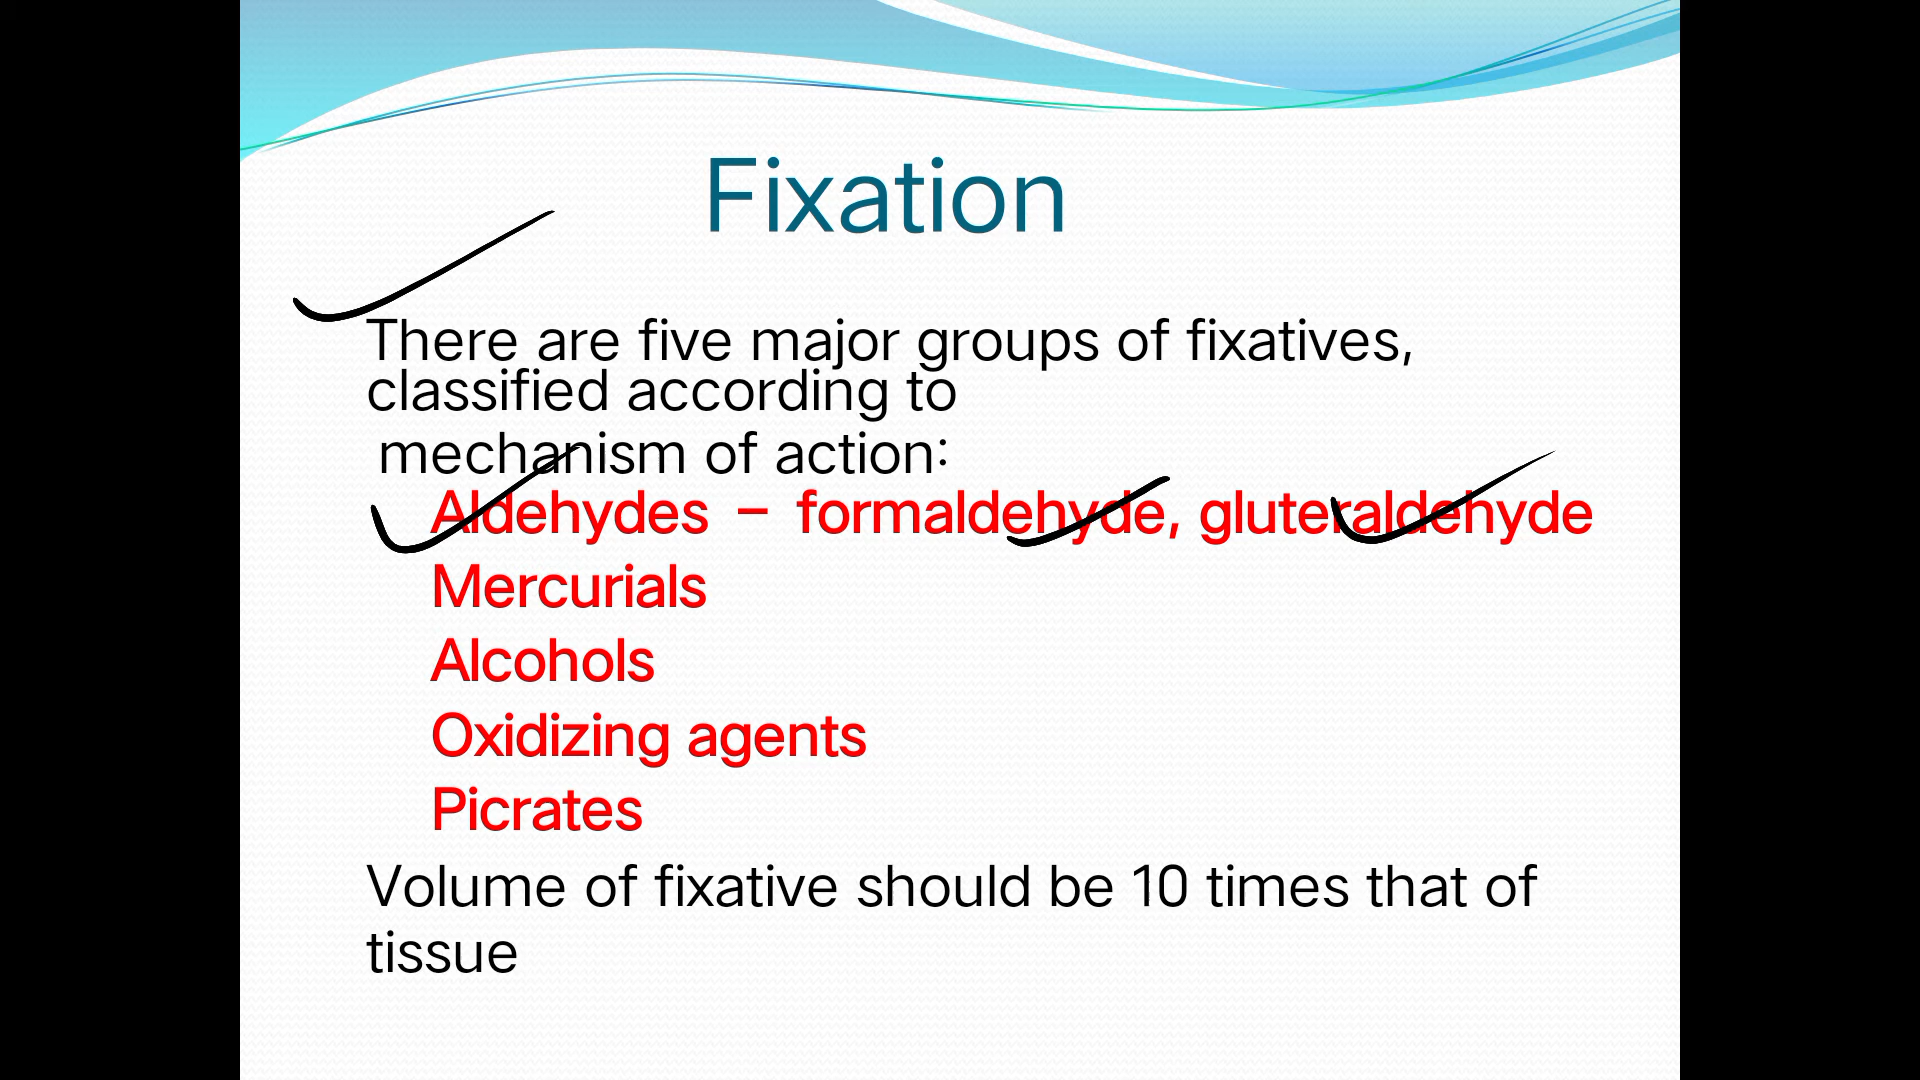 Fixation
There are five major groups of fixatives,
classified according to
mechanism of action:
Aldehydes – formaldehyde, gluteraldehyde
Mercurials
Alcohols
Oxidizing agents
Picrates
Volume of fixative should be 10 times that of
tissue